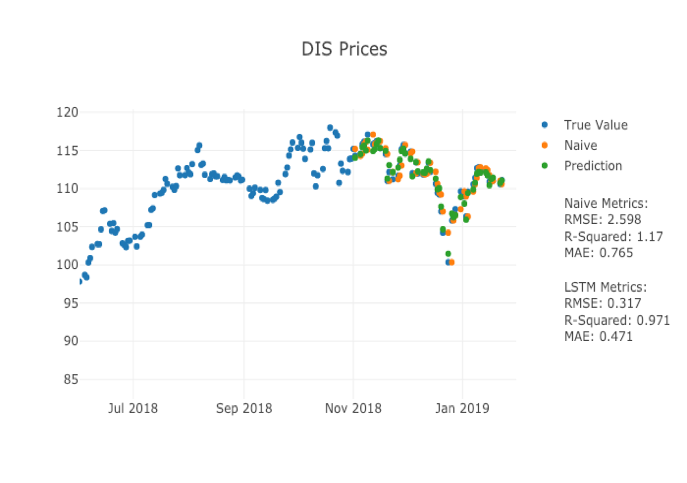 DIS Prices
120
115
110
105
100
95
90
85
Jul 2018
Sep 2018
Nov 2018
Jan 2019
True Value
Naive
Prediction
Naive Metrics:
RMSE: 2.598
R-Squared: 1.17
MAE: 0.765
LSTM Metrics:
RMSE: 0.317
R-Squared: 0.971
MAE: 0.471